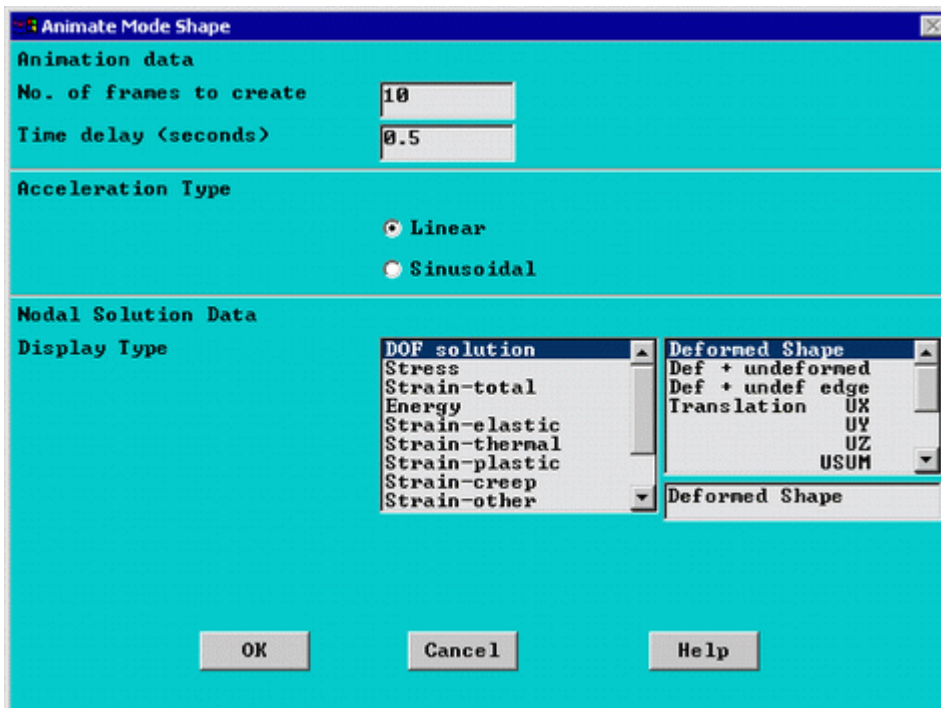 Animate Mode Shape
Animation data
No. of frames to create 10
Time delay (seconds) 0.5
Acceleration Type
Linear
Sinusoidal
Nodal Solution Data
Display Type
DOF solution
Stress
Strain-total
Energy
Strain-elastic
Strain-thermal
Strain-plastic
Strain-creep
Strain-other
Deformed Shape
Def + undeformed
Def + undef edge
Translation UX
UY
UZ
USUM
Deformed Shape
OK Cancel Help